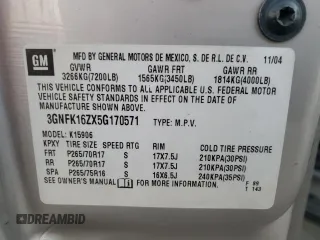 GM
MFD BY GENERAL MOTORS DE MEXICO, S. DE R.L. DE C.V. 11/04
GVWR GAWR FRT GAWR RR
3266KG(7200LB) 1565KG(3450LB) 1814KG(4000LB)
THIS VEHICLE CONFORMS TO ALL APPLICABLE U.S. FEDERAL MOTOR VEHICLE SAFETY STANDARDS IN EFFECT ON THE DATE OF MANUFACTURE SHOWN ABOVE.
3GNFK16ZX5G170571 TYPE: M.P.V.
MODEL: K15906
KPXY TIRE SIZE SPEED RTG RIM COLD TIRE PRESSURE
FRT P265/70R17 S 17X7.5J 210KPA(30PSI)
RR P265/70R17 S 17X7.5J 210KPA(30PSI)
SPA P265/75R16 S 16X6.5J 240KPA(35PSI)
SEE OWNER'S MANUAL FOR ADDITIONAL INFORMATION.
T 143
DREAMBID